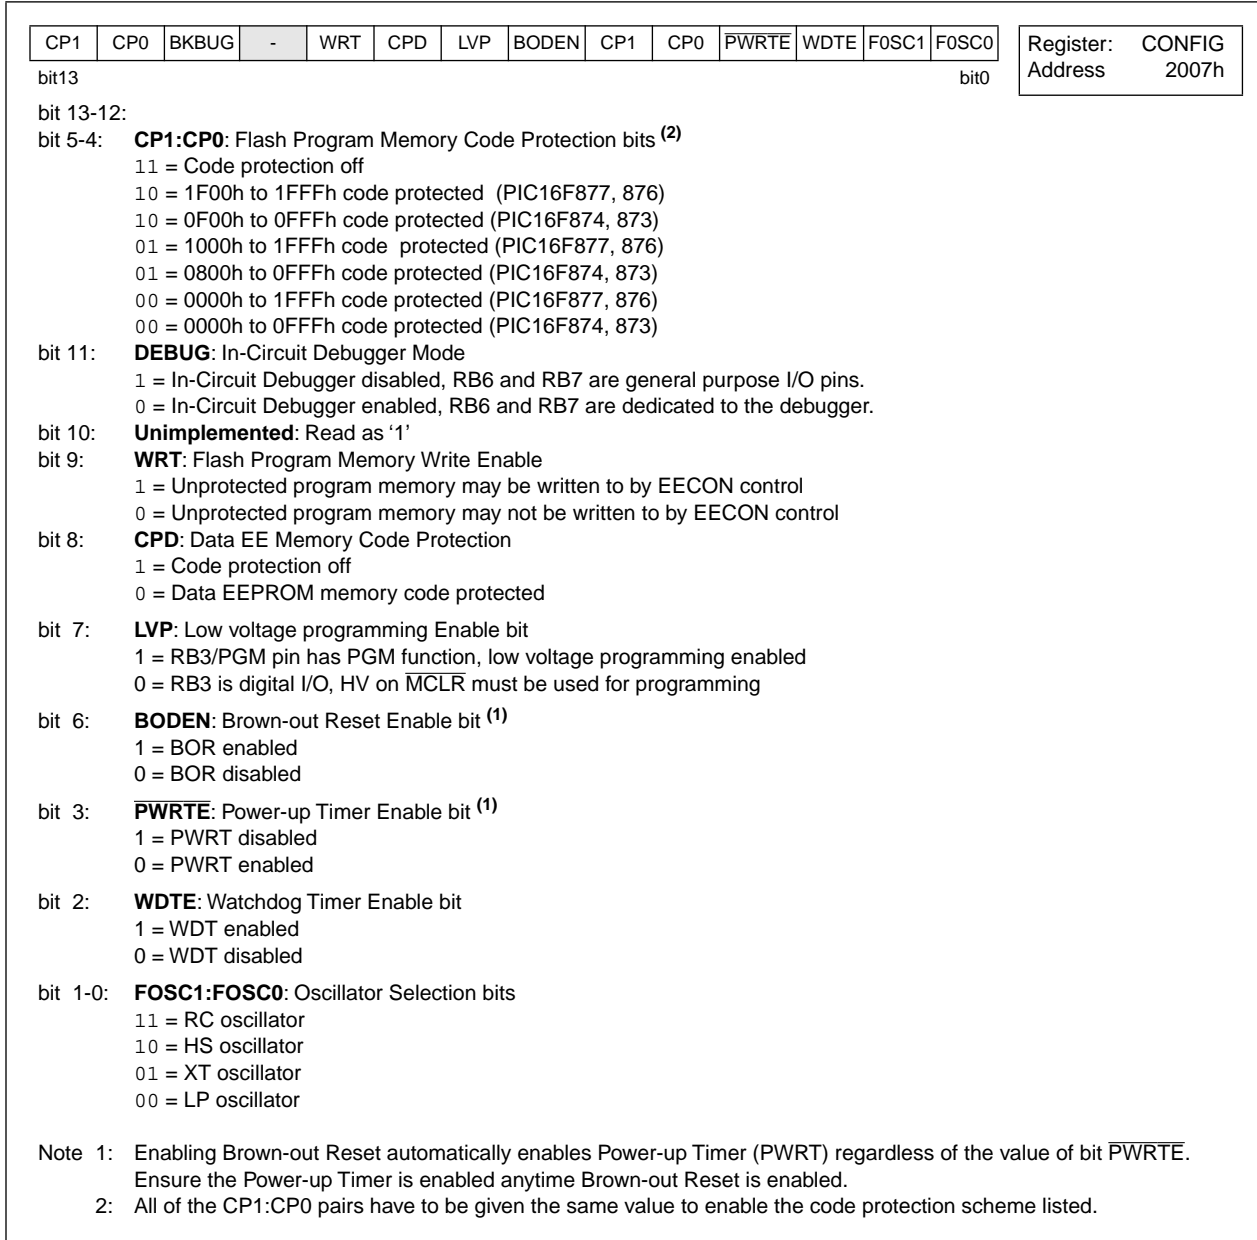 CP1 CP0 BKBUG - WRT CPD LVP BODEN CP1 CP0 PWRTE WDTE F0SC1 F0SC0
Register: CONFIG
Address 2007h
bit13 bit0
bit 13-12:
bit 5-4: CP1:CP0: Flash Program Memory Code Protection bits (2)
11 = Code protection off
10 = 1F00h to 1FFFh code protected (PIC16F877, 876)
10 = 0F00h to 0FFFh code protected (PIC16F874, 873)
01 = 1000h to 1FFFh code protected (PIC16F877, 876)
01 = 0800h to 0FFFh code protected (PIC16F874, 873)
00 = 0000h to 1FFFh code protected (PIC16F877, 876)
00 = 0000h to 0FFFh code protected (PIC16F874, 873)
bit 11: DEBUG: In-Circuit Debugger Mode
1 = In-Circuit Debugger disabled, RB6 and RB7 are general purpose I/O pins.
0 = In-Circuit Debugger enabled, RB6 and RB7 are dedicated to the debugger.
bit 10: Unimplemented: Read as ‘1’
bit 9: WRT: Flash Program Memory Write Enable
1 = Unprotected program memory may be written to by EECON control
0 = Unprotected program memory may not be written to by EECON control
bit 8: CPD: Data EE Memory Code Protection
1 = Code protection off
0 = Data EEPROM memory code protected
bit 7: LVP: Low voltage programming Enable bit
1 = RB3/PGM pin has PGM function, low voltage programming enabled
0 = RB3 is digital I/O, HV on MCLR must be used for programming
bit 6: BODEN: Brown-out Reset Enable bit (1)
1 = BOR enabled
0 = BOR disabled
bit 3: PWRTE: Power-up Timer Enable bit (1)
1 = PWRT disabled
0 = PWRT enabled
bit 2: WDTE: Watchdog Timer Enable bit
1 = WDT enabled
0 = WDT disabled
bit 1-0: FOSC1:FOSC0: Oscillator Selection bits
11 = RC oscillator
10 = HS oscillator
01 = XT oscillator
00 = LP oscillator
Note 1: Enabling Brown-out Reset automatically enables Power-up Timer (PWRT) regardless of the value of bit PWRTE.
Ensure the Power-up Timer is enabled anytime Brown-out Reset is enabled.
2: All of the CP1:CP0 pairs have to be given the same value to enable the code protection scheme listed.